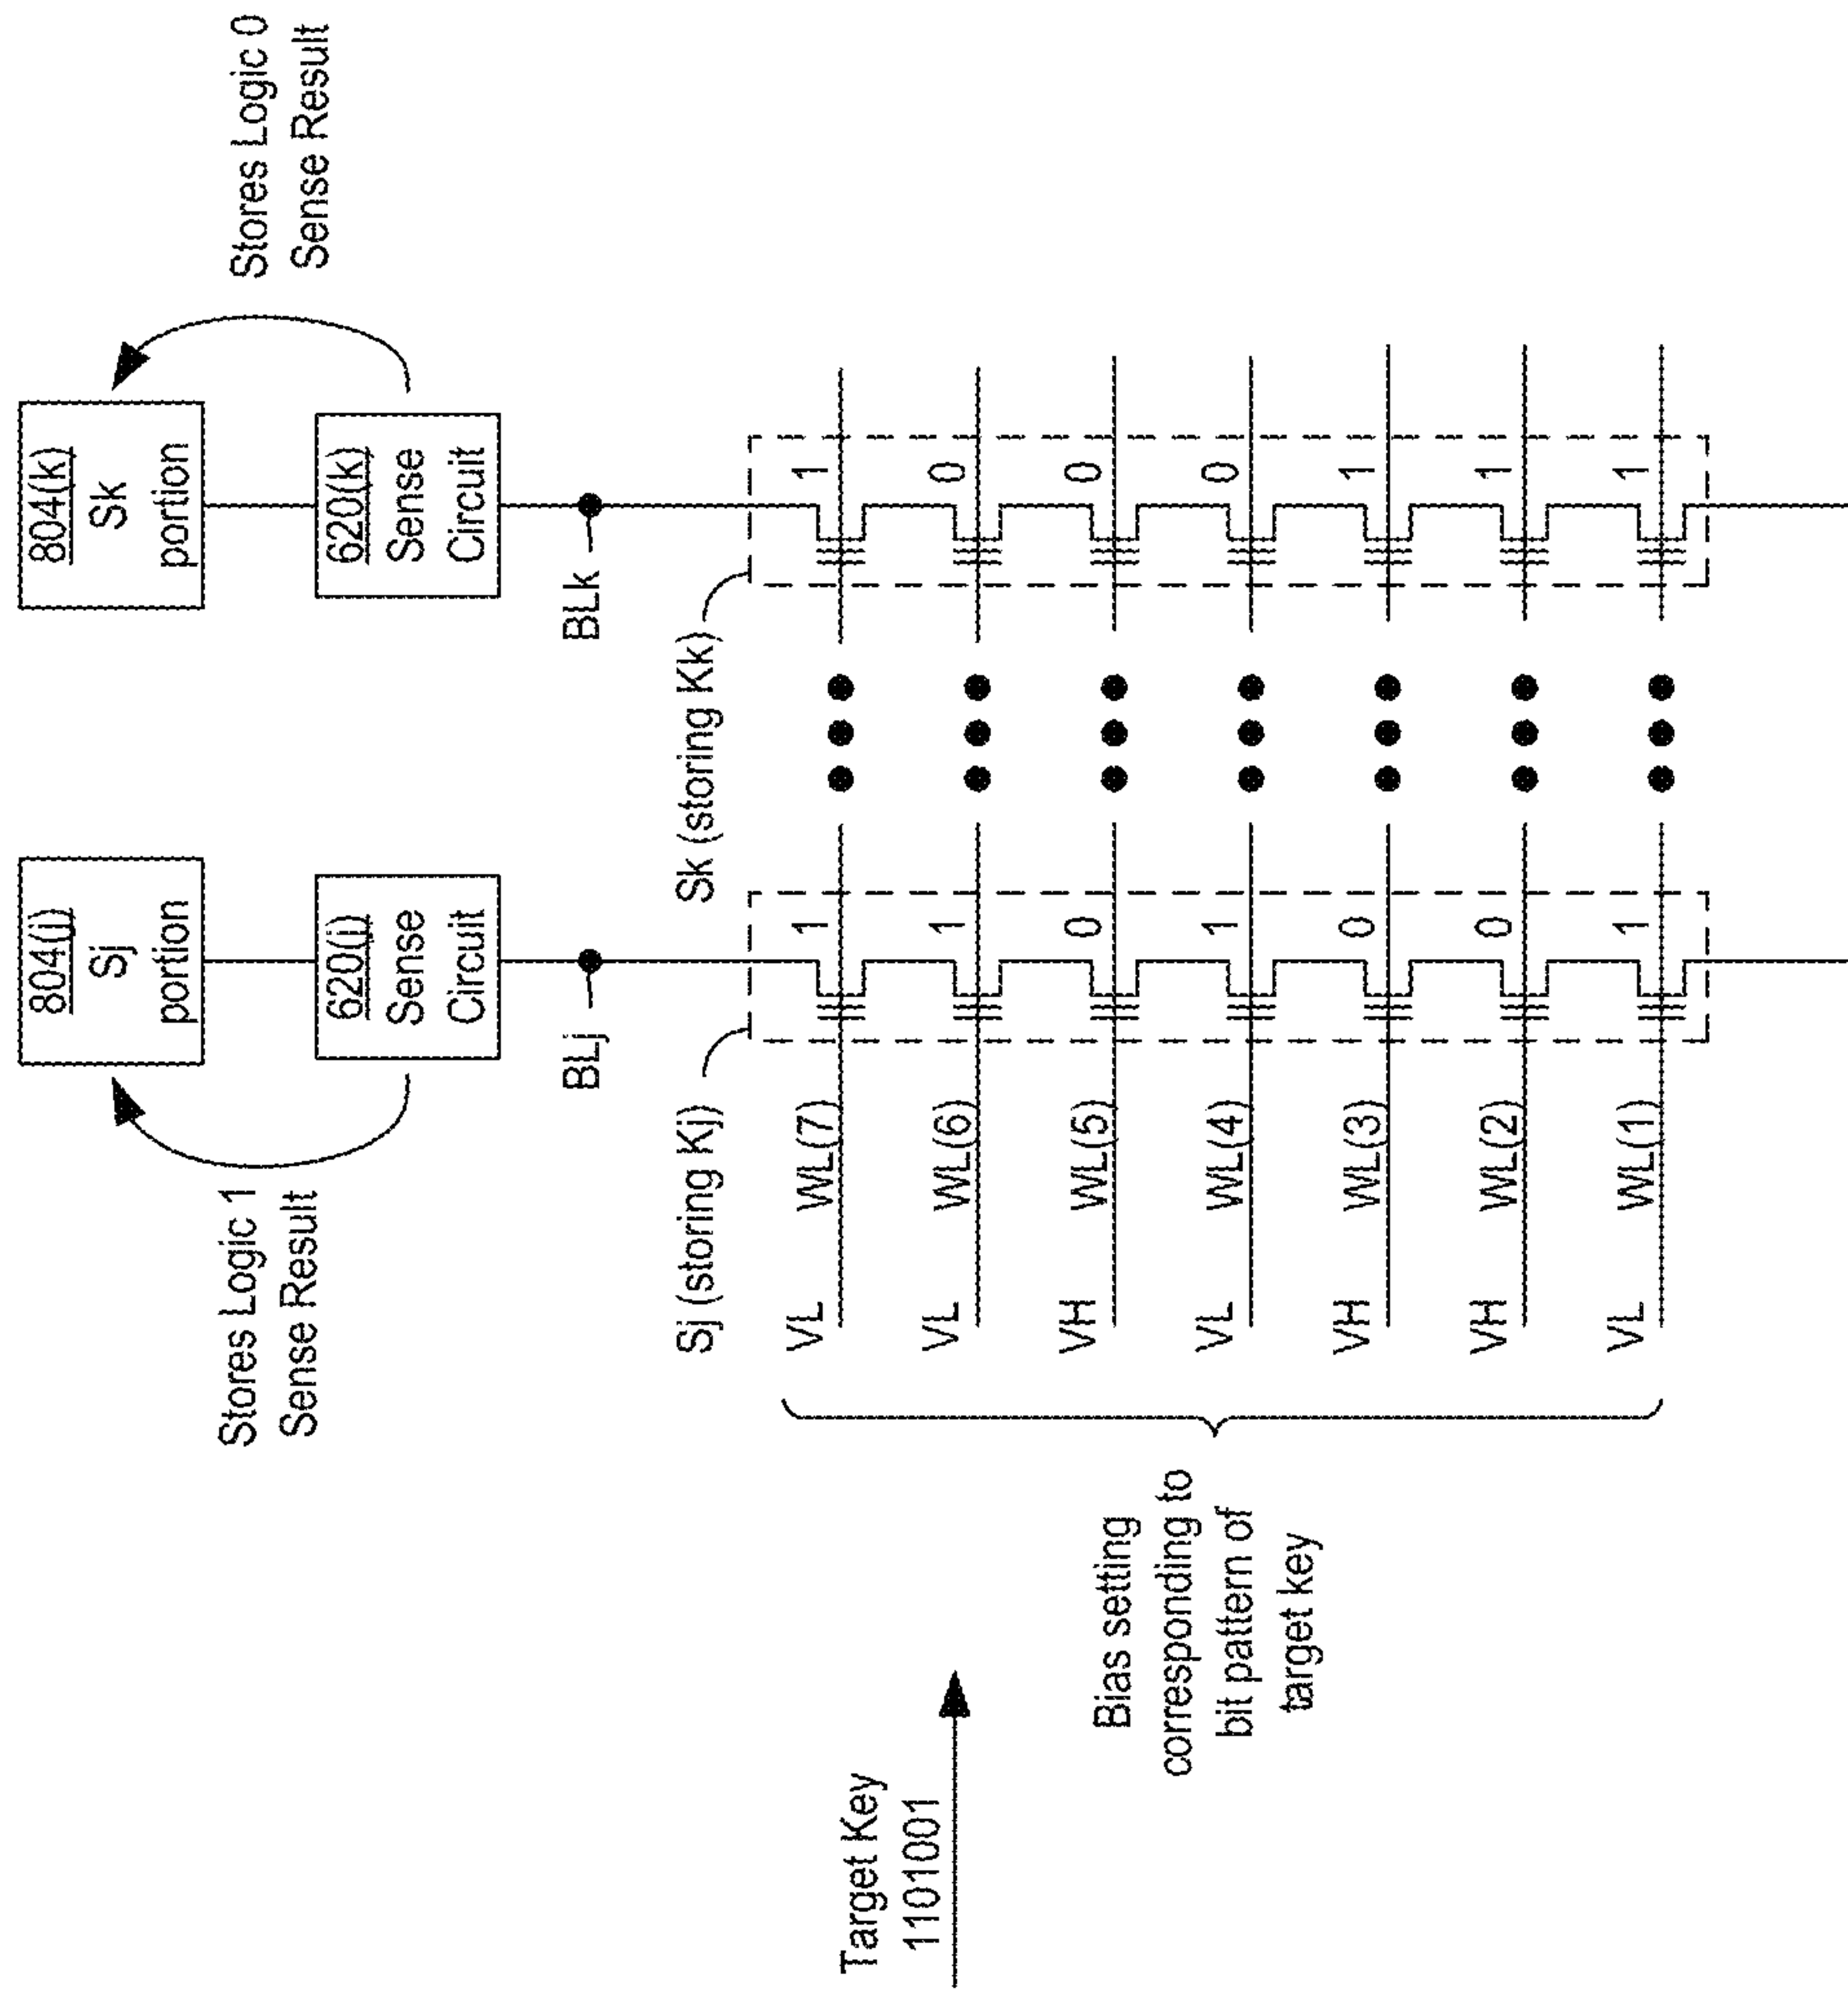 804(j)
Sj
portion
804(k)
Sk
portion
Stores Logic 1
Sense Result
620(j)
Sense
Circuit
620(k)
Sense
Circuit
Stores Logic 0
Sense Result
BLj
BLk
Sj (storing Kj)
Sk (storing Kk)
VL WL(7) 1 1
VL WL(6) 1 0
VH WL(5) 0 0
VL WL(4) 1 0
VH WL(3) 0 1
VH WL(2) 0 1
VL WL(1) 1 1
Target Key
1101001
Bias setting
corresponding to
bit pattern of
target key